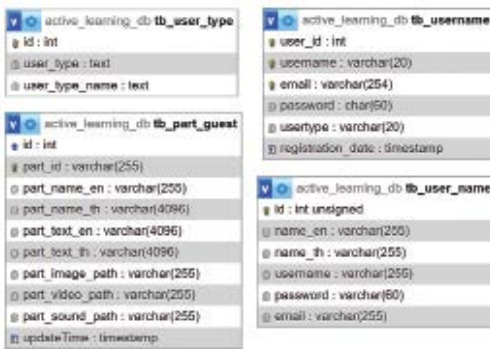 active_learning_db tb_user_type
id : int
user_type : text
user_type_name : text
active_learning_db tb_part_guest
id : int
part_id : varchar(255)
part_name_en : varchar(255)
part_name_th : varchar(4096)
part_text_en : varchar(4096)
part_text_th : varchar(4096)
part_image_path : varchar(255)
part_video_path : varchar(255)
part_sound_path : varchar(255)
updateTime : timestamp
active_learning_db tb_username
user_id : int
username : varchar(20)
email : varchar(254)
password : char(60)
usertype : varchar(20)
registration_date : timestamp
active_learning_db tb_user_name
id : int unsigned
name_en : varchar(255)
name_th : varchar(255)
username : varchar(255)
password : varchar(60)
email : varchar(255)